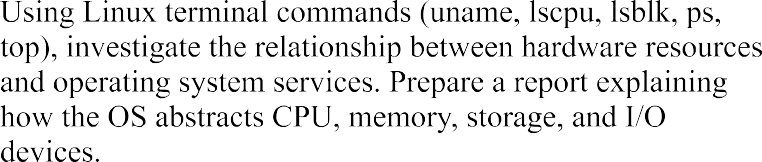 Using Linux terminal commands (uname, lscpu, lsblk, ps,
top), investigate the relationship between hardware resources
and operating system services. Prepare a report explaining
how the OS abstracts CPU, memory, storage, and I/O
devices.